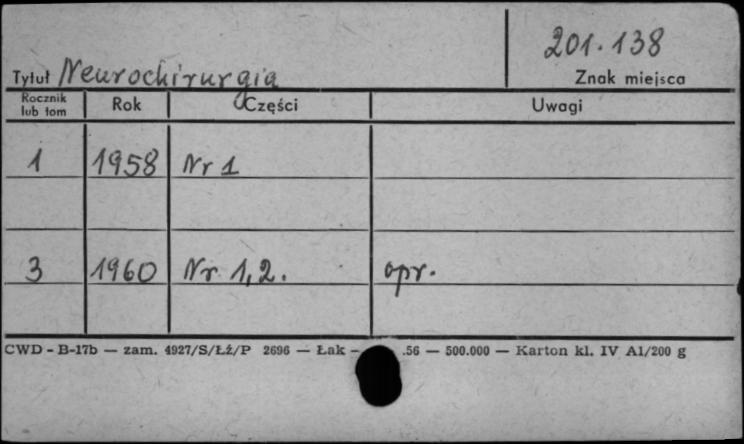 201.138
Tytuł Neurochirurgia Znak miejsca
Rocznik lub tom Rok Części Uwagi
1 1958 Nr 1
3 1960 Nr 1,2. opr.
CWD - B-17b — zam. 4927/S/Łź/P 2696 — Łak - .56 — 500.000 — Karton kl. IV A1/200 g